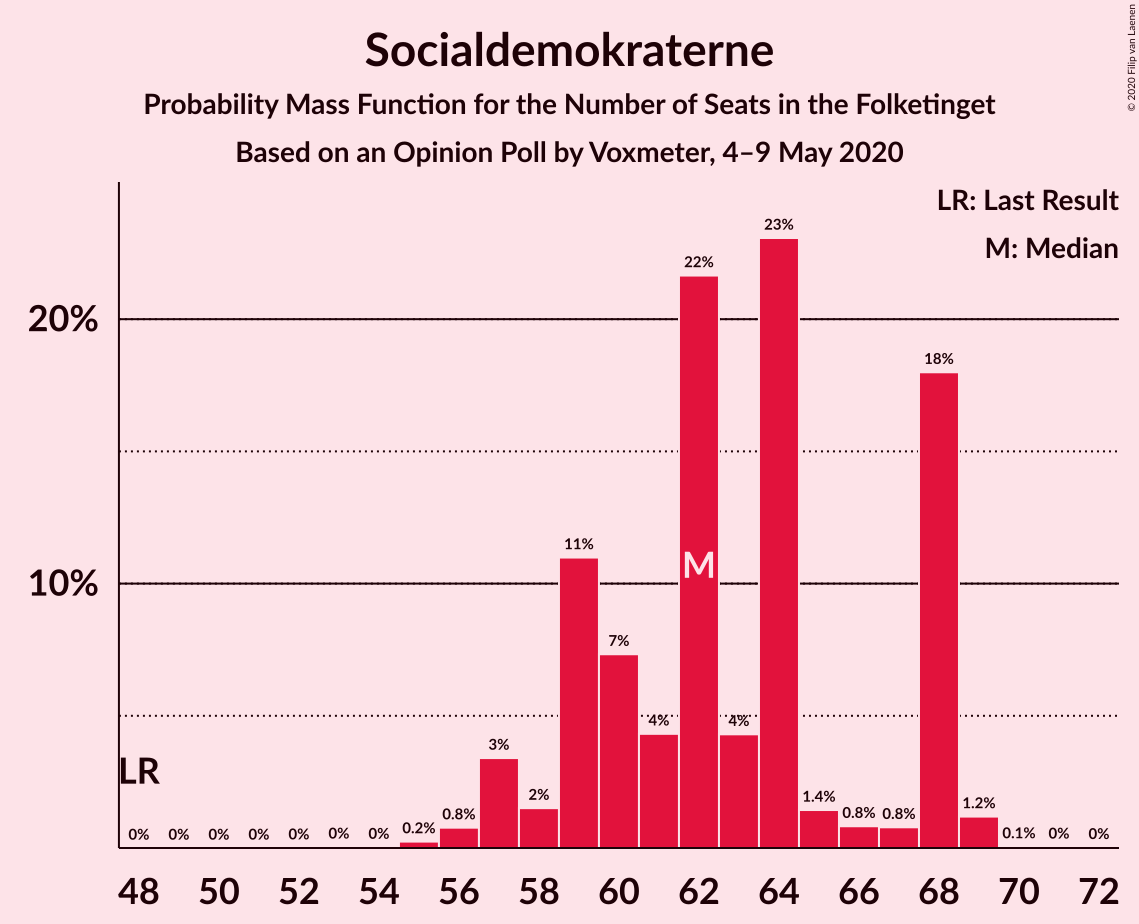 Socialdemokraterne
Probability Mass Function for the Number of Seats in the Folketinget
Based on an Opinion Poll by Voxmeter, 4–9 May 2020
© 2020 Filip van Laenen
LR: Last Result
M: Median
20%
10%
LR
M
0% 0% 0% 0% 0% 0% 0% 0.2% 0.8% 3% 2% 11% 7% 4% 22% 4% 23% 1.4% 0.8% 0.8% 18% 1.2% 0.1% 0% 0%
48 50 52 54 56 58 60 62 64 66 68 70 72